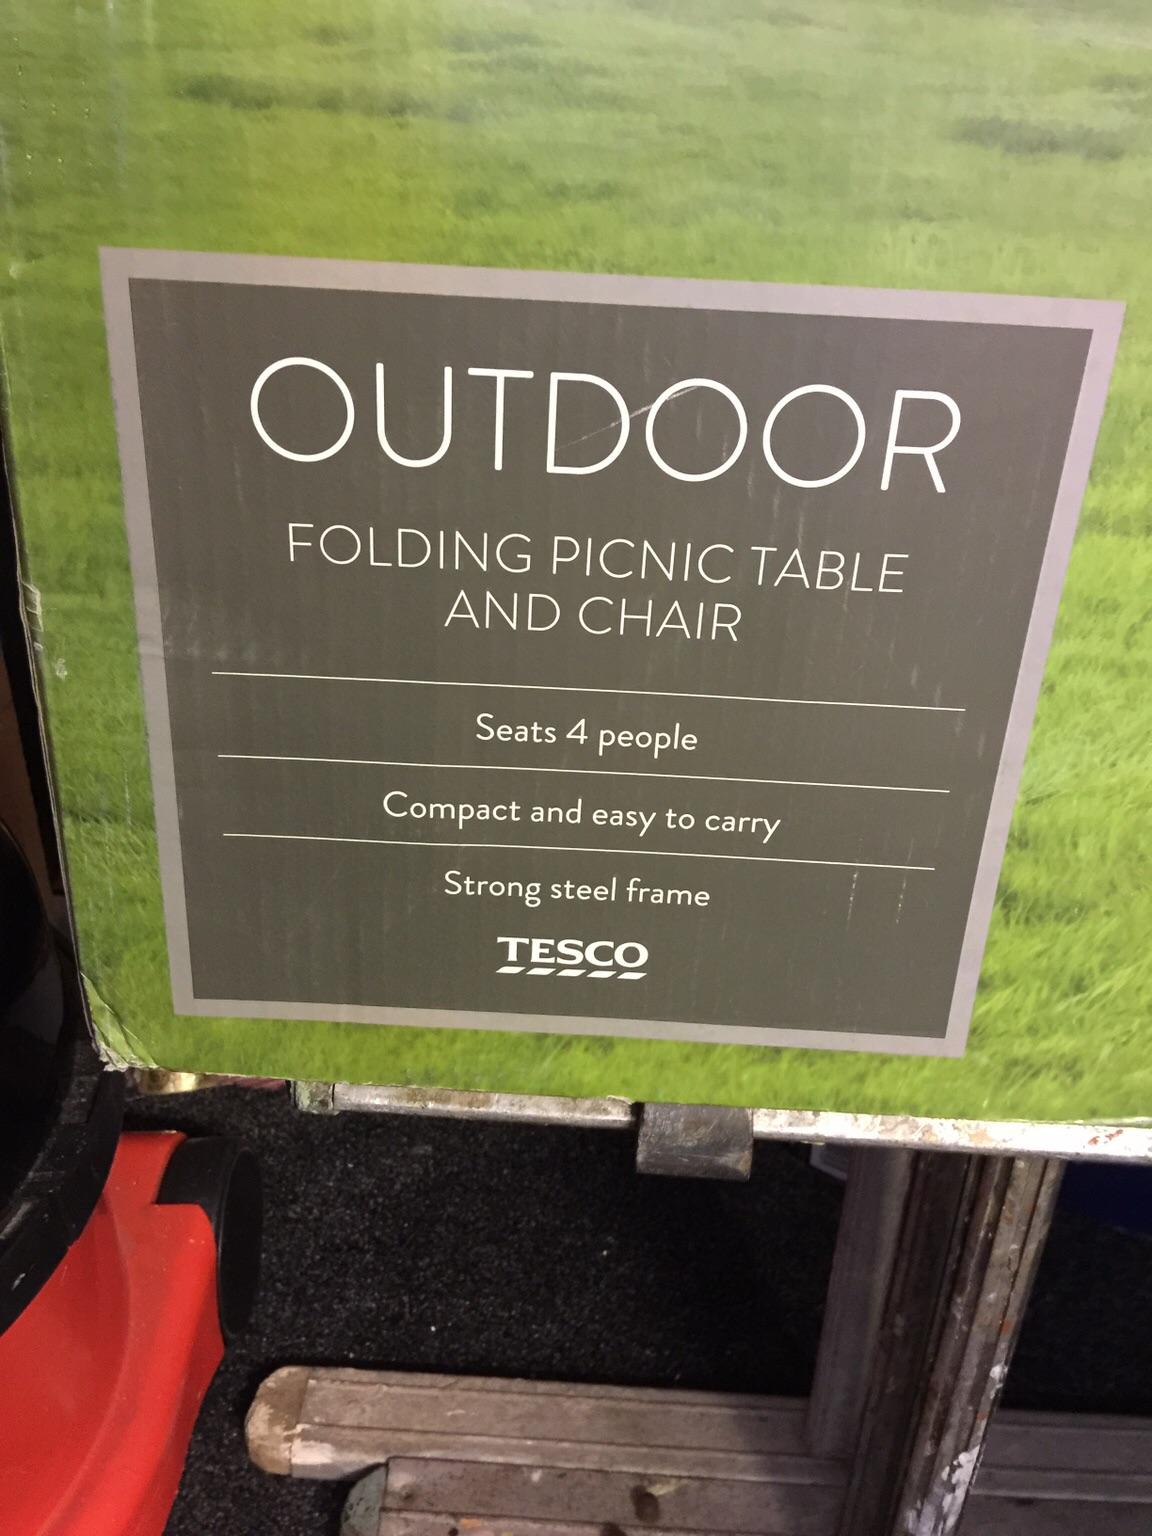 OUTDOOR
FOLDING PICNIC TABLE
AND CHAIR
Seats 4 people
Compact and easy to carry
Strong steel frame
TESCO